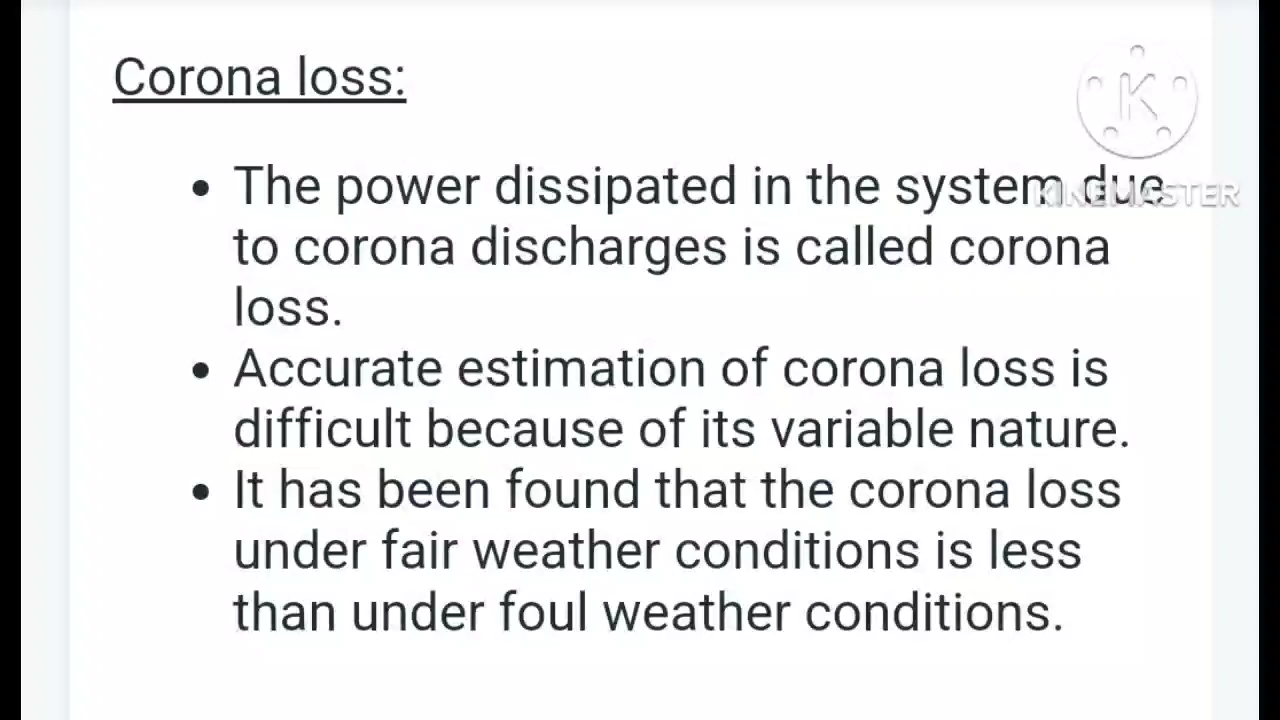 Corona loss:
K
• The power dissipated in the system due
KINEMASTER
to corona discharges is called corona
loss.
• Accurate estimation of corona loss is
difficult because of its variable nature.
• It has been found that the corona loss
under fair weather conditions is less
than under foul weather conditions.